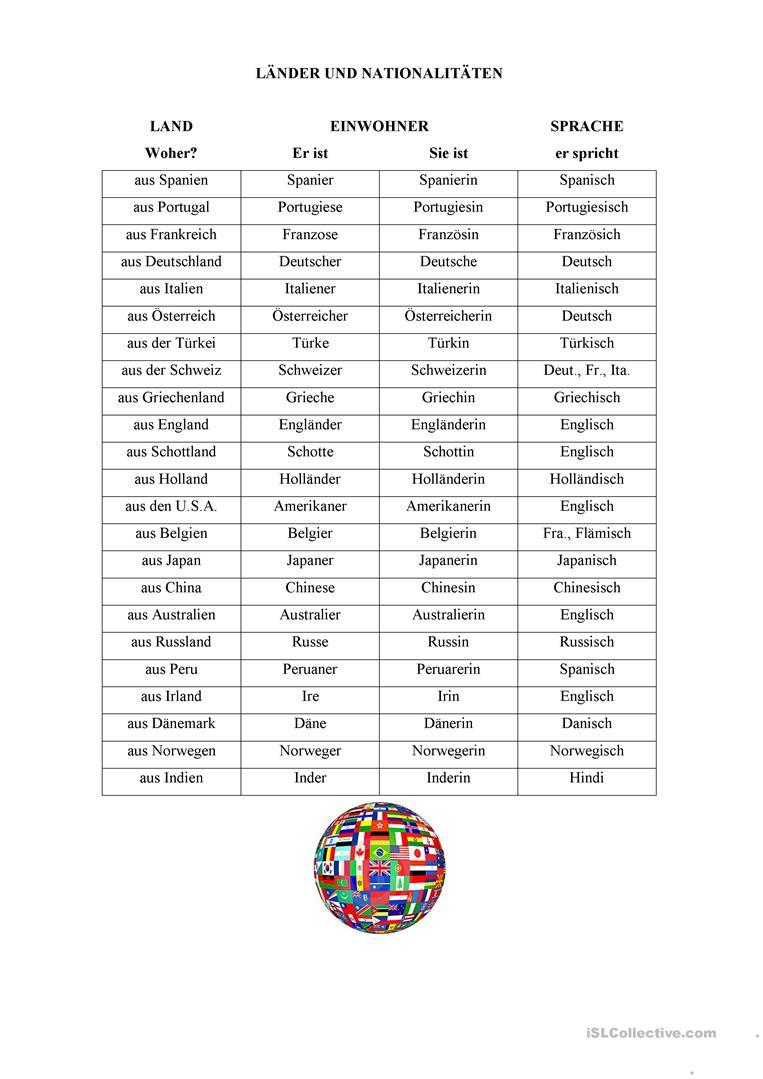 LÄNDER UND NATIONALITÄTEN
LAND EINWOHNER SPRACHE
Woher? Er ist Sie ist er spricht
aus Spanien Spanier Spanierin Spanisch
aus Portugal Portugiese Portugiesin Portugiesisch
aus Frankreich Franzose Französin Französich
aus Deutschland Deutscher Deutsche Deutsch
aus Italien Italiener Italienerin Italienisch
aus Österreich Österreicher Österreicherin Deutsch
aus der Türkei Türke Türkin Türkisch
aus der Schweiz Schweizer Schweizerin Deut., Fr., Ita.
aus Griechenland Grieche Griechin Griechisch
aus England Engländer Engländerin Englisch
aus Schottland Schotte Schottin Englisch
aus Holland Holländer Holländerin Holländisch
aus den U.S.A. Amerikaner Amerikanerin Englisch
aus Belgien Belgier Belgierin Fra., Flämisch
aus Japan Japaner Japanerin Japanisch
aus China Chinese Chinesin Chinesisch
aus Australien Australier Australierin Englisch
aus Russland Russe Russin Russisch
aus Peru Peruaner Peruarerin Spanisch
aus Irland Ire Irin Englisch
aus Dänemark Däne Dänerin Danisch
aus Norwegen Norweger Norwegerin Norwegisch
aus Indien Inder Inderin Hindi
iSLCollective.com